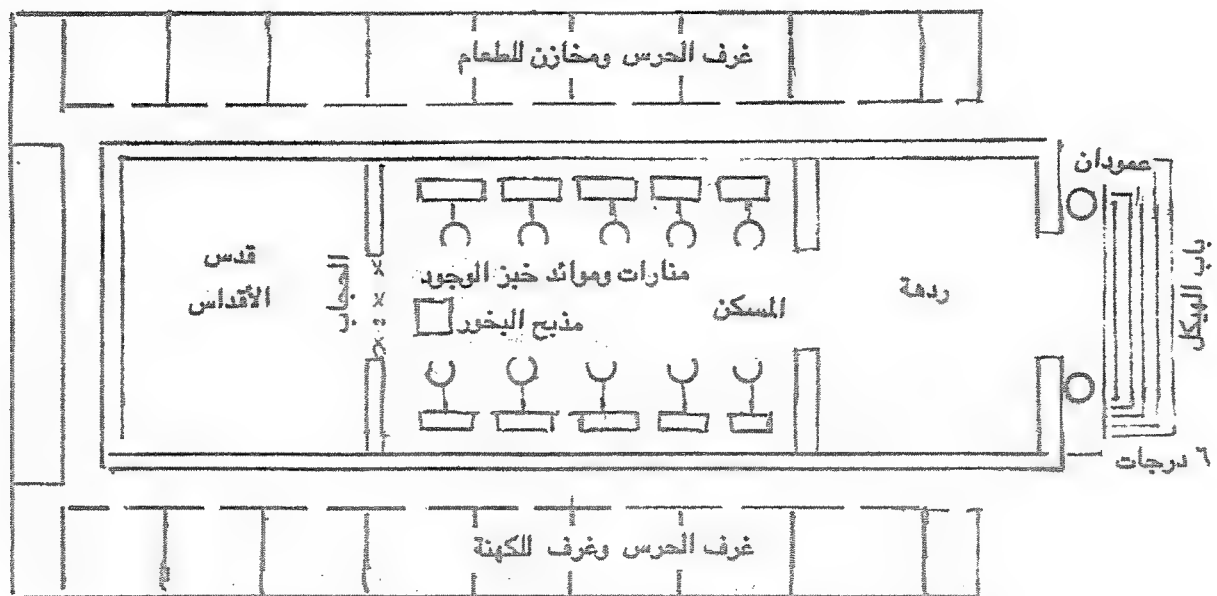 غرف الحرس ومخازن للطعام
عمودان
باب الهيكل
ردهة
المسكن
منارات وموائد خبز الوجود
مذبح البخور
الحجاب
قدس
الأقداس
٦ درجات
غرف الحرس وغرف للكهنة